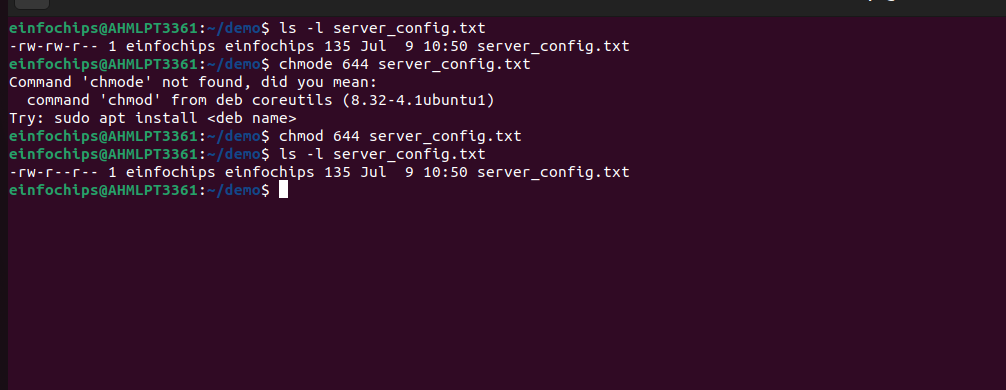 einfochips@AHMLPT3361:~/demo$ ls -l server_config.txt
-rw-rw-r-- 1 einfochips einfochips 135 Jul  9 10:50 server_config.txt
einfochips@AHMLPT3361:~/demo$ chmode 644 server_config.txt
Command 'chmode' not found, did you mean:
  command 'chmod' from deb coreutils (8.32-4.1ubuntu1)
Try: sudo apt install <deb name>
einfochips@AHMLPT3361:~/demo$ chmod 644 server_config.txt
einfochips@AHMLPT3361:~/demo$ ls -l server_config.txt
-rw-r--r-- 1 einfochips einfochips 135 Jul  9 10:50 server_config.txt
einfochips@AHMLPT3361:~/demo$